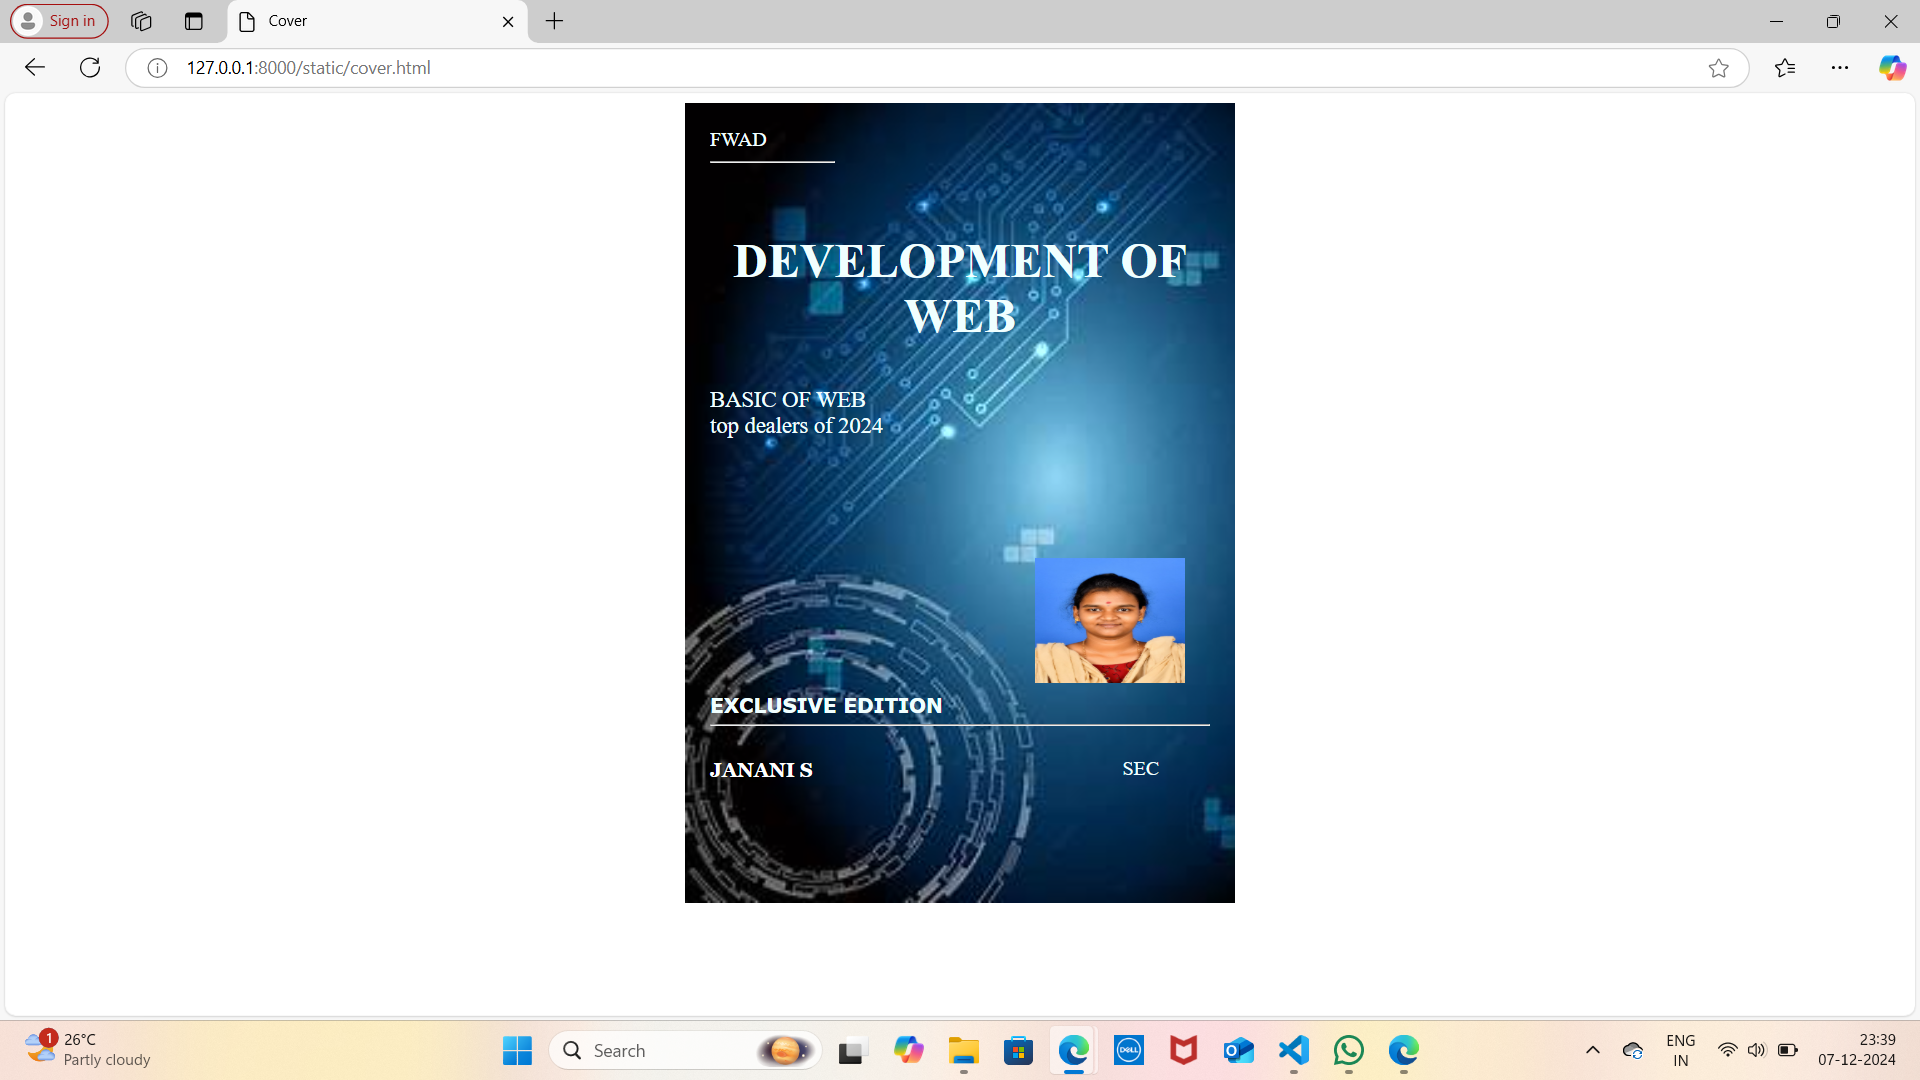 Sign in
Cover
127.0.0.1:8000/static/cover.html
FWAD
DEVELOPMENT OF
WEB
BASIC OF WEB
top dealers of 2024
EXCLUSIVE EDITION
JANANI S
SEC
1
26°C
Partly cloudy
Search
DELL
ENG
IN
23:39
07-12-2024